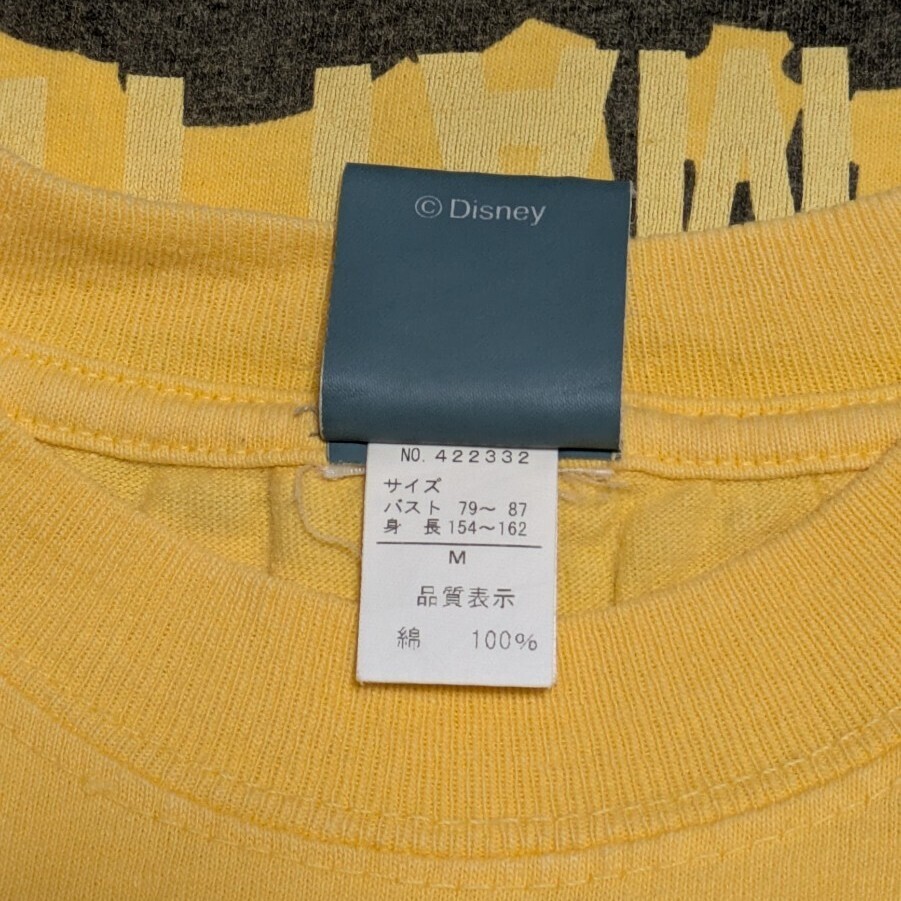 © Disney
NO. 422332
サイズ
バスト 79〜 87
身 長 154〜162
M
品質表示
綿 100%